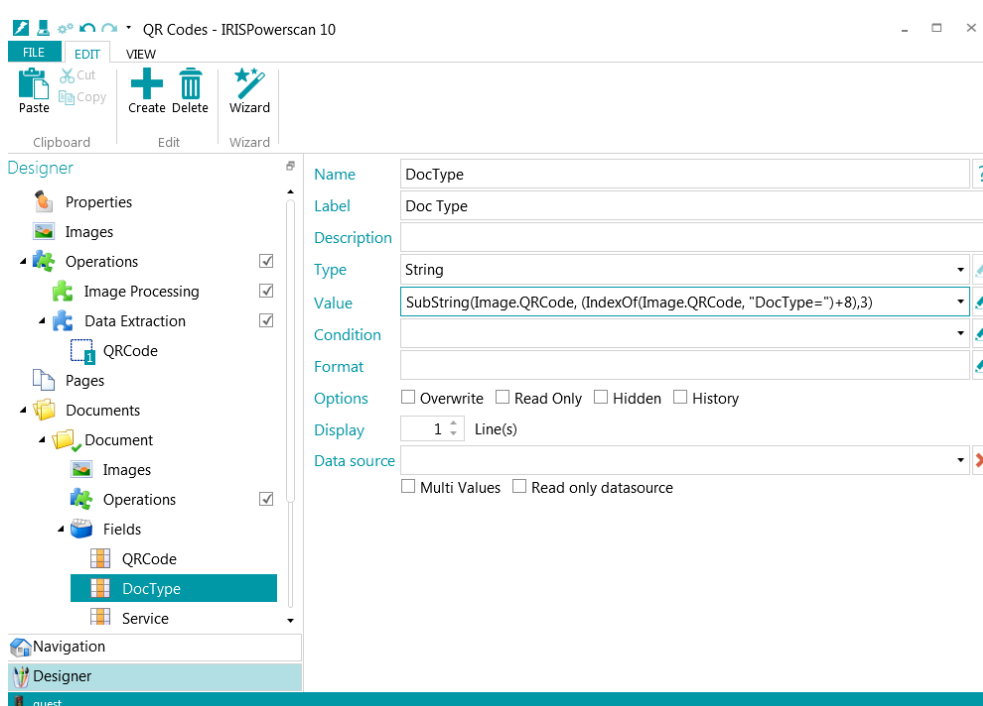 QR Codes - IRISPowerscan 10
FILE EDIT VIEW
Paste Cut Copy Create Delete Wizard
Clipboard Edit Wizard
Designer
Properties
Images
Operations
Image Processing
Data Extraction
1 QRCode
Pages
Documents
Document
Images
Operations
Fields
QRCode
DocType
Service
Navigation
Designer
guest
Name DocType ?
Label Doc Type
Description
Type String
Value SubString(Image.QRCode, (IndexOf(Image.QRCode, "DocType=")+8),3)
Condition
Format
Options Overwrite Read Only Hidden History
Display 1 Line(s)
Data source
Multi Values Read only datasource